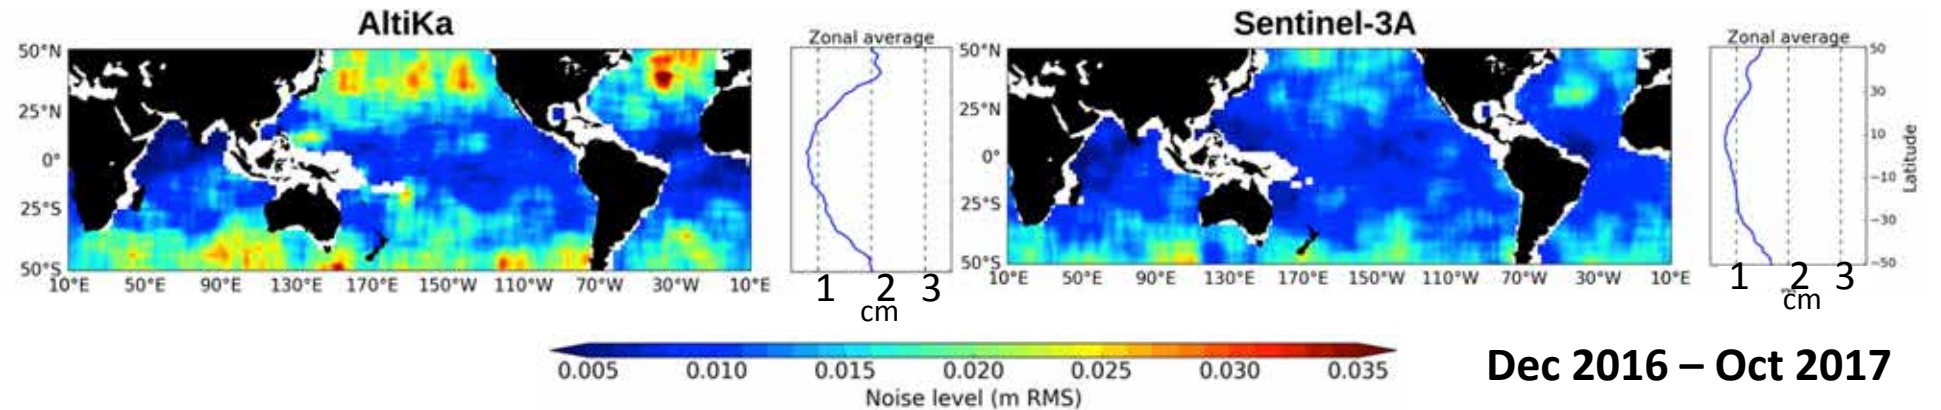 AltiKa
Sentinel-3A
Zonal average
Zonal average
50°N
25°N
0°
25°S
50°S
10°E 50°E 90°E 130°E 170°E 150°W 110°W 70°W 30°W 10°E
1 2 3
cm
50°N
25°N
0°
25°S
50°S
10°E 50°E 90°E 130°E 170°E 150°W 110°W 70°W 30°W 10°E
50
30
10
−10
−30
−50
Latitude
1 2 3
cm
0.005 0.010 0.015 0.020 0.025 0.030 0.035
Noise level (m RMS)
Dec 2016 – Oct 2017